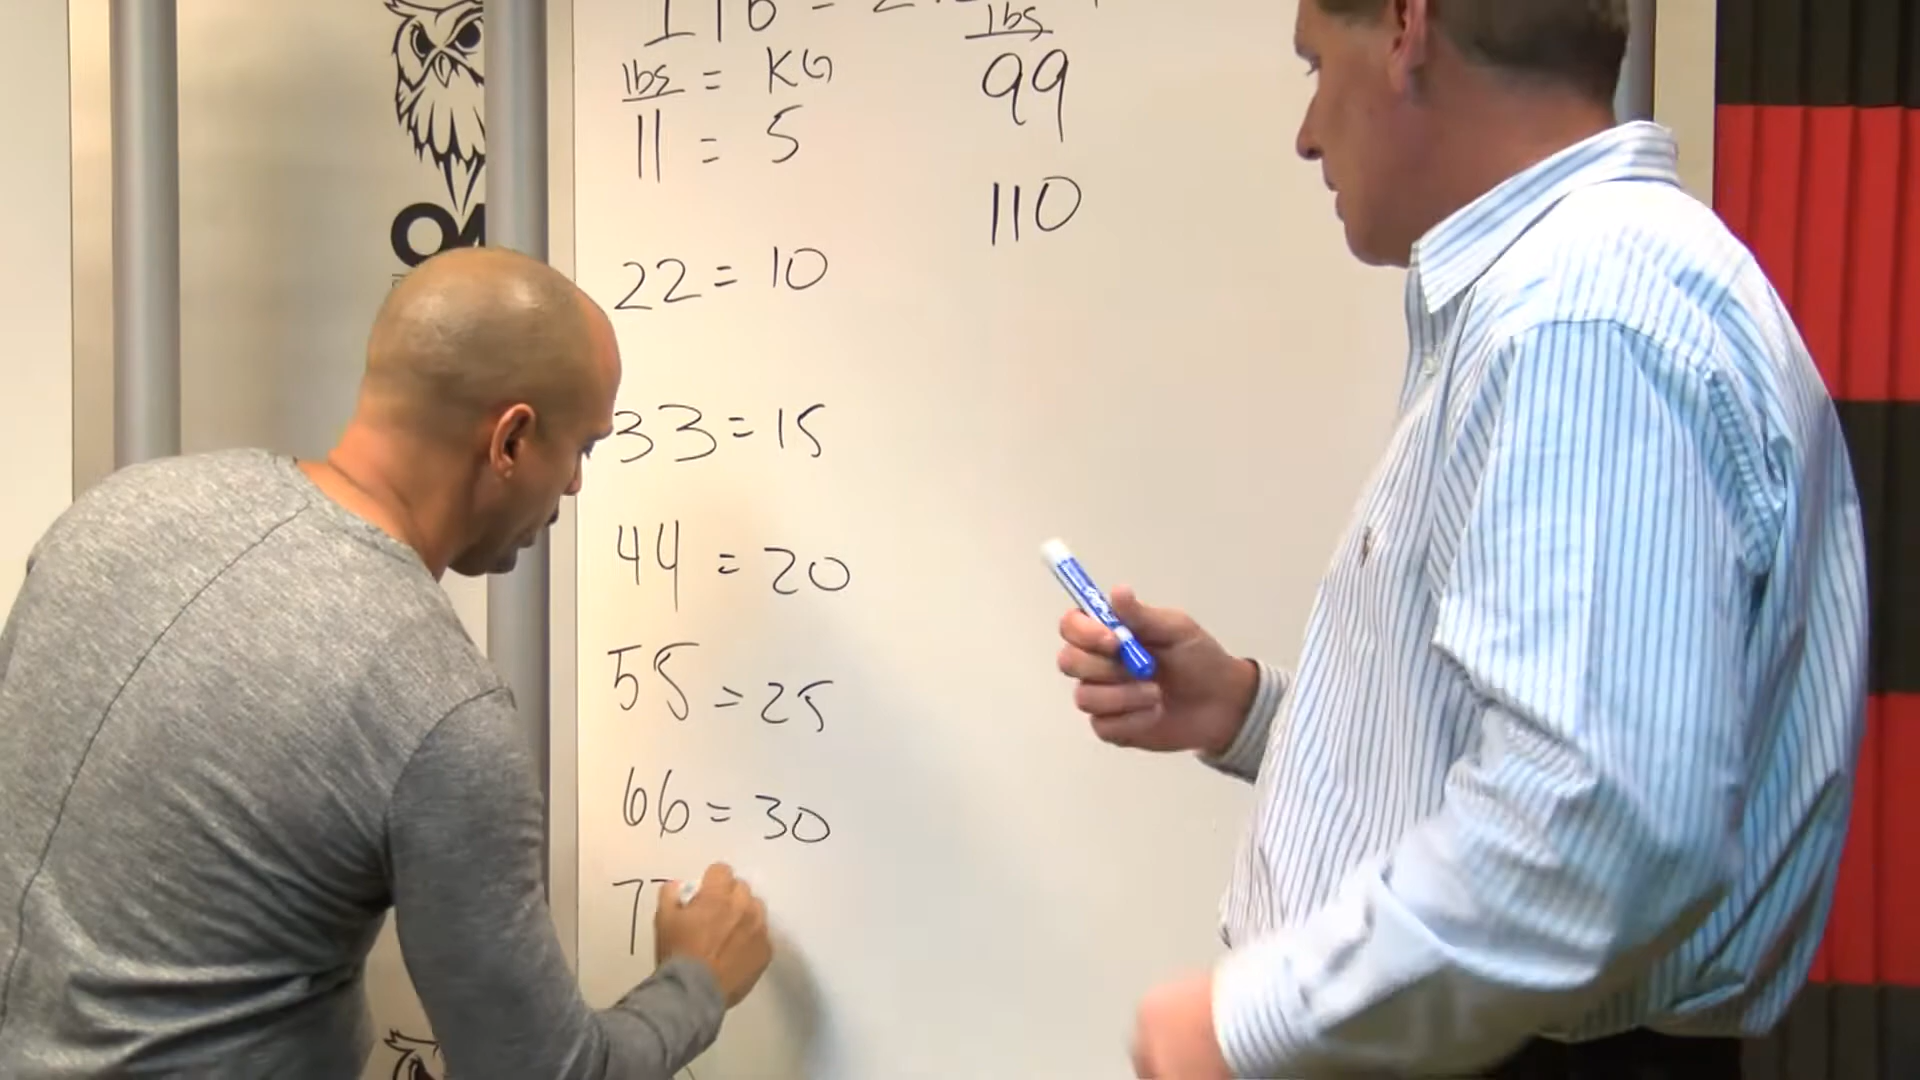 lbs = KG
11 = 5
22 = 10
33 = 15
44 = 20
55 = 25
66 = 30
lbs
99
110